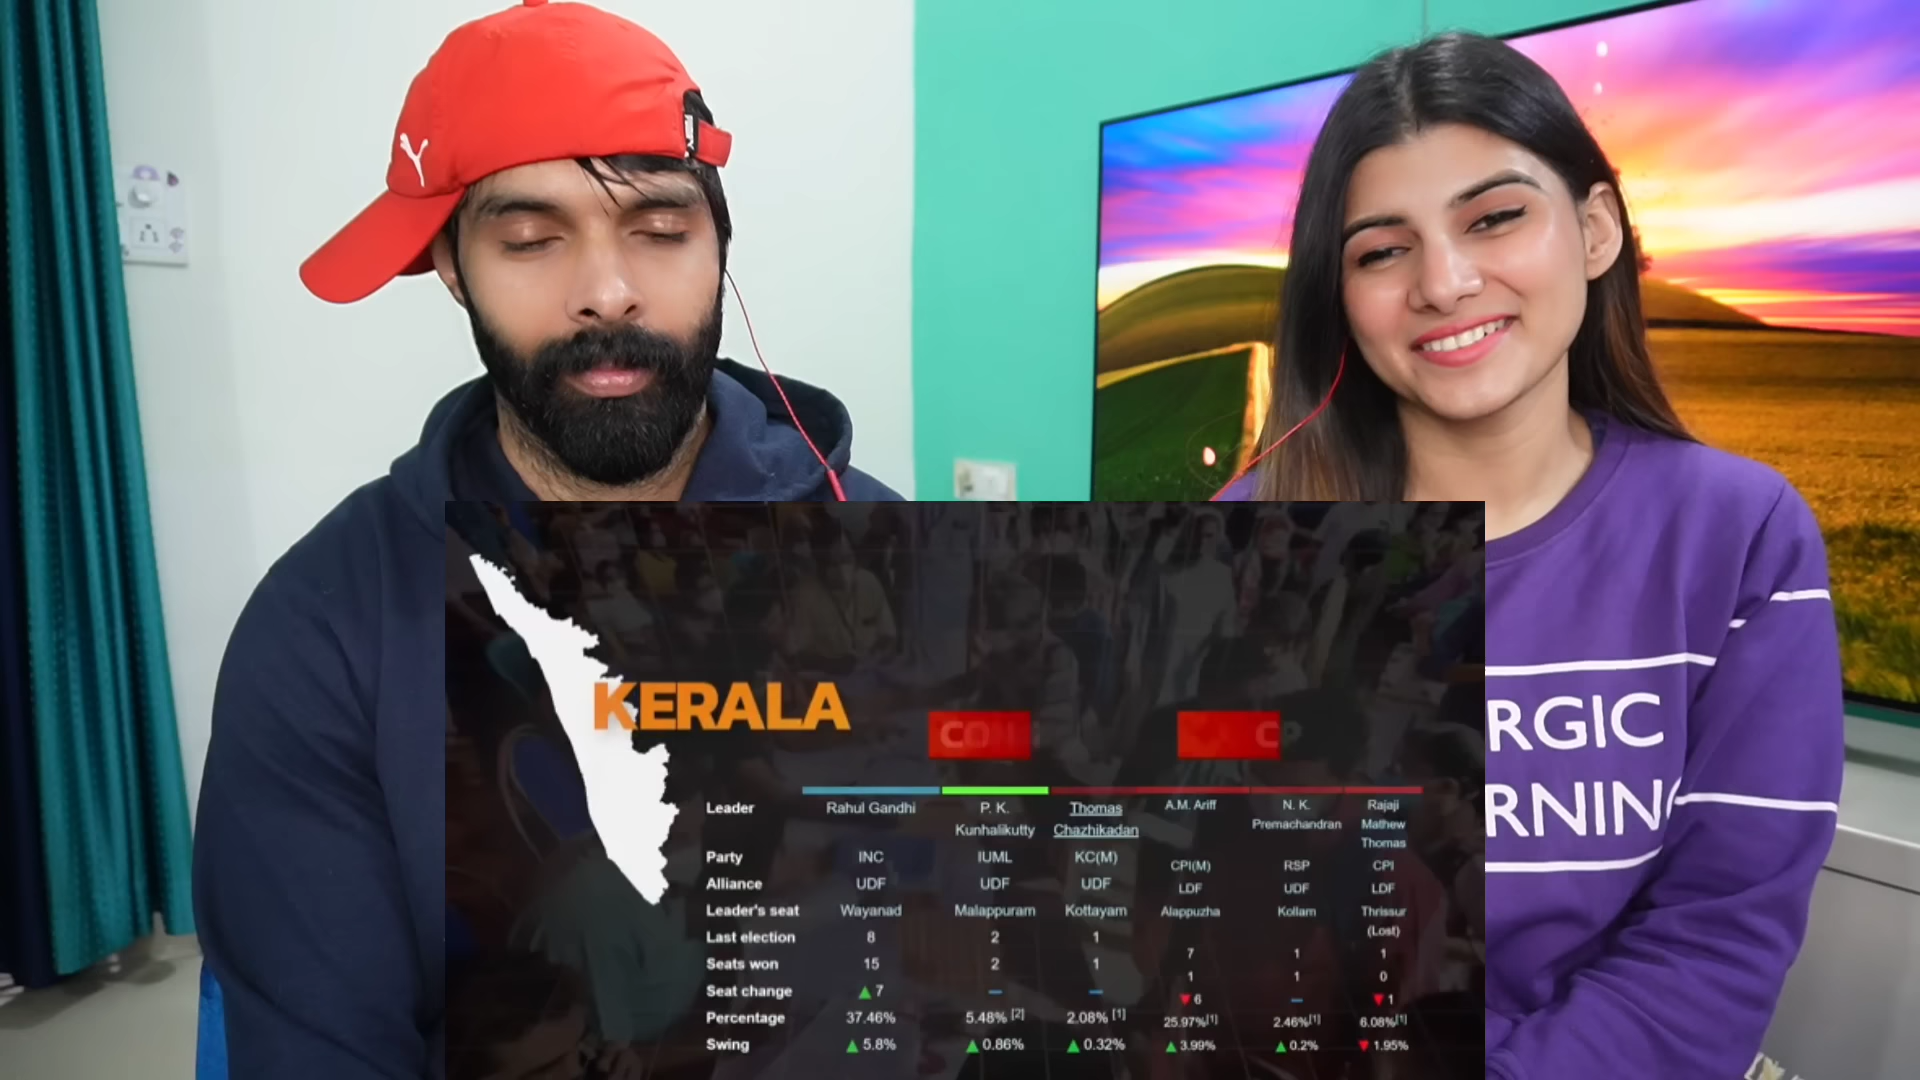 RGIC
RNING
KERALA
CON
CP
Leader Rahul Gandhi P. K. Kunhalikutty Thomas Chazhikadan A.M. Ariff N. K. Premachandran Rajaji Mathew Thomas
Party INC IUML KC(M) CPI(M) RSP CPI
Alliance UDF UDF UDF LDF UDF LDF
Leader's seat Wayanad Malappuram Kottayam Alappuzha Kollam Thrissur (Lost)
Last election 8 2 1 7 1 1
Seats won 15 2 1 1 1 0
Seat change ▲ 7 – – ▼ 6 – ▼ 1
Percentage 37.46% 5.48% [2] 2.08% [1] 25.97%[1] 2.46%[1] 6.08%[1]
Swing ▲ 5.8% ▲ 0.86% ▲ 0.32% ▲ 3.99% ▲ 0.2% ▼ 1.95%